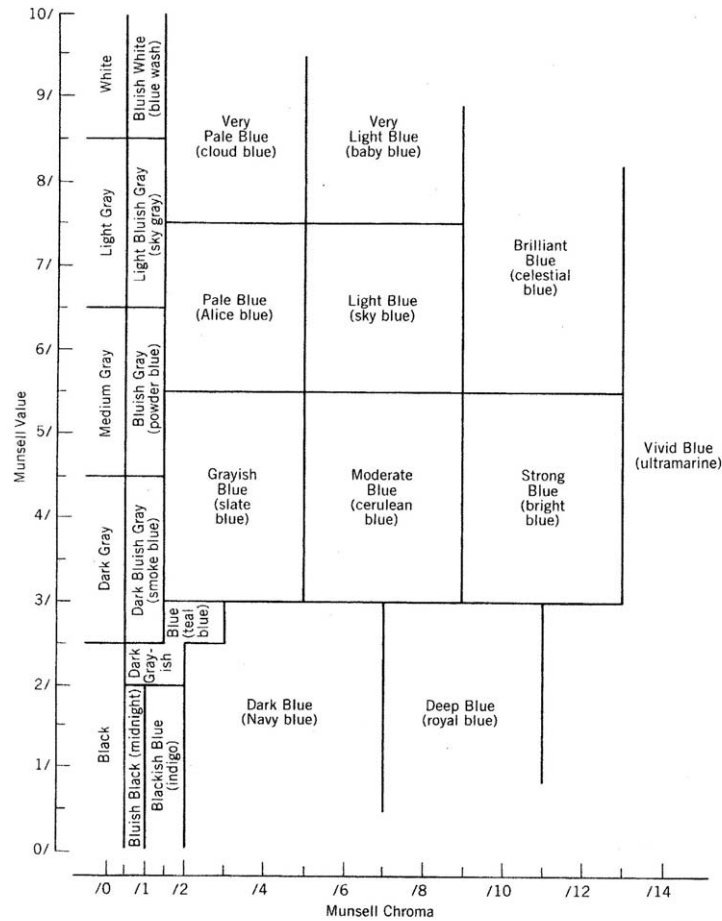 10/
9/
8/
7/
6/
5/
4/
3/
2/
1/
0/
Munsell Value
White
Light Gray
Medium Gray
Dark Gray
Black
Bluish White
(blue wash)
Light Bluish Gray
(sky gray)
Bluish Gray
(powder blue)
Dark Bluish Gray
(smoke blue)
Blue
(teal
blue)
Dark
Gray-
ish
Bluish Black (midnight)
Blackish Blue
(indigo)
Very
Pale Blue
(cloud blue)
Very
Light Blue
(baby blue)
Brilliant
Blue
(celestial
blue)
Pale Blue
(Alice blue)
Light Blue
(sky blue)
Grayish
Blue
(slate
blue)
Moderate
Blue
(cerulean
blue)
Strong
Blue
(bright
blue)
Vivid Blue
(ultramarine)
Dark Blue
(Navy blue)
Deep Blue
(royal blue)
/0 /1 /2 /4 /6 /8 /10 /12 /14
Munsell Chroma